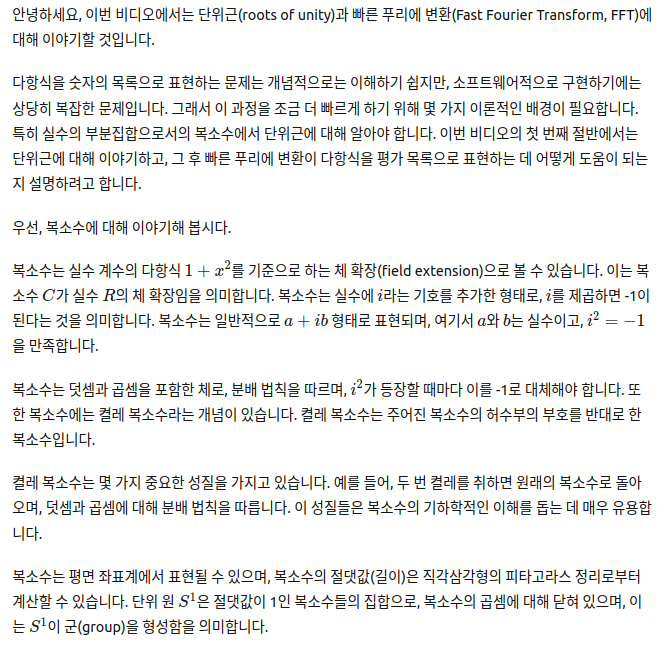 안녕하세요, 이번 비디오에서는 단위근(roots of unity)과 빠른 푸리에 변환(Fast Fourier Transform, FFT)에
대해 이야기할 것입니다.
다항식을 숫자의 목록으로 표현하는 문제는 개념적으로는 이해하기 쉽지만, 소프트웨어적으로 구현하기에는
상당히 복잡한 문제입니다. 그래서 이 과정을 조금 더 빠르게 하기 위해 몇 가지 이론적인 배경이 필요합니다.
특히 실수의 부분집합으로서의 복소수에서 단위근에 대해 알아야 합니다. 이번 비디오의 첫 번째 절반에서는
단위근에 대해 이야기하고, 그 후 빠른 푸리에 변환이 다항식을 평가 목록으로 표현하는 데 어떻게 도움이 되는
지 설명하려고 합니다.
우선, 복소수에 대해 이야기해 봅시다.
복소수는 실수 계수의 다항식 1 + x²를 기준으로 하는 체 확장(field extension)으로 볼 수 있습니다. 이는 복
소수 C가 실수 R의 체 확장임을 의미합니다. 복소수는 실수에 i라는 기호를 추가한 형태로, i를 제곱하면 -1이
된다는 것을 의미합니다. 복소수는 일반적으로 a + ib 형태로 표현되며, 여기서 a와 b는 실수이고, i² = −1
을 만족합니다.
복소수는 덧셈과 곱셈을 포함한 체로, 분배 법칙을 따르며, i²가 등장할 때마다 이를 -1로 대체해야 합니다. 또
한 복소수에는 켤레 복소수라는 개념이 있습니다. 켤레 복소수는 주어진 복소수의 허수부의 부호를 반대로 한
복소수입니다.
켤레 복소수는 몇 가지 중요한 성질을 가지고 있습니다. 예를 들어, 두 번 켤레를 취하면 원래의 복소수로 돌아
오며, 덧셈과 곱셈에 대해 분배 법칙을 따릅니다. 이 성질들은 복소수의 기하학적인 이해를 돕는 데 매우 유용합
니다.
복소수는 평면 좌표계에서 표현될 수 있으며, 복소수의 절댓값(길이)은 직각삼각형의 피타고라스 정리로부터
계산할 수 있습니다. 단위 원 S¹은 절댓값이 1인 복소수들의 집합으로, 복소수의 곱셈에 대해 닫혀 있으며, 이
는 S¹이 군(group)을 형성함을 의미합니다.